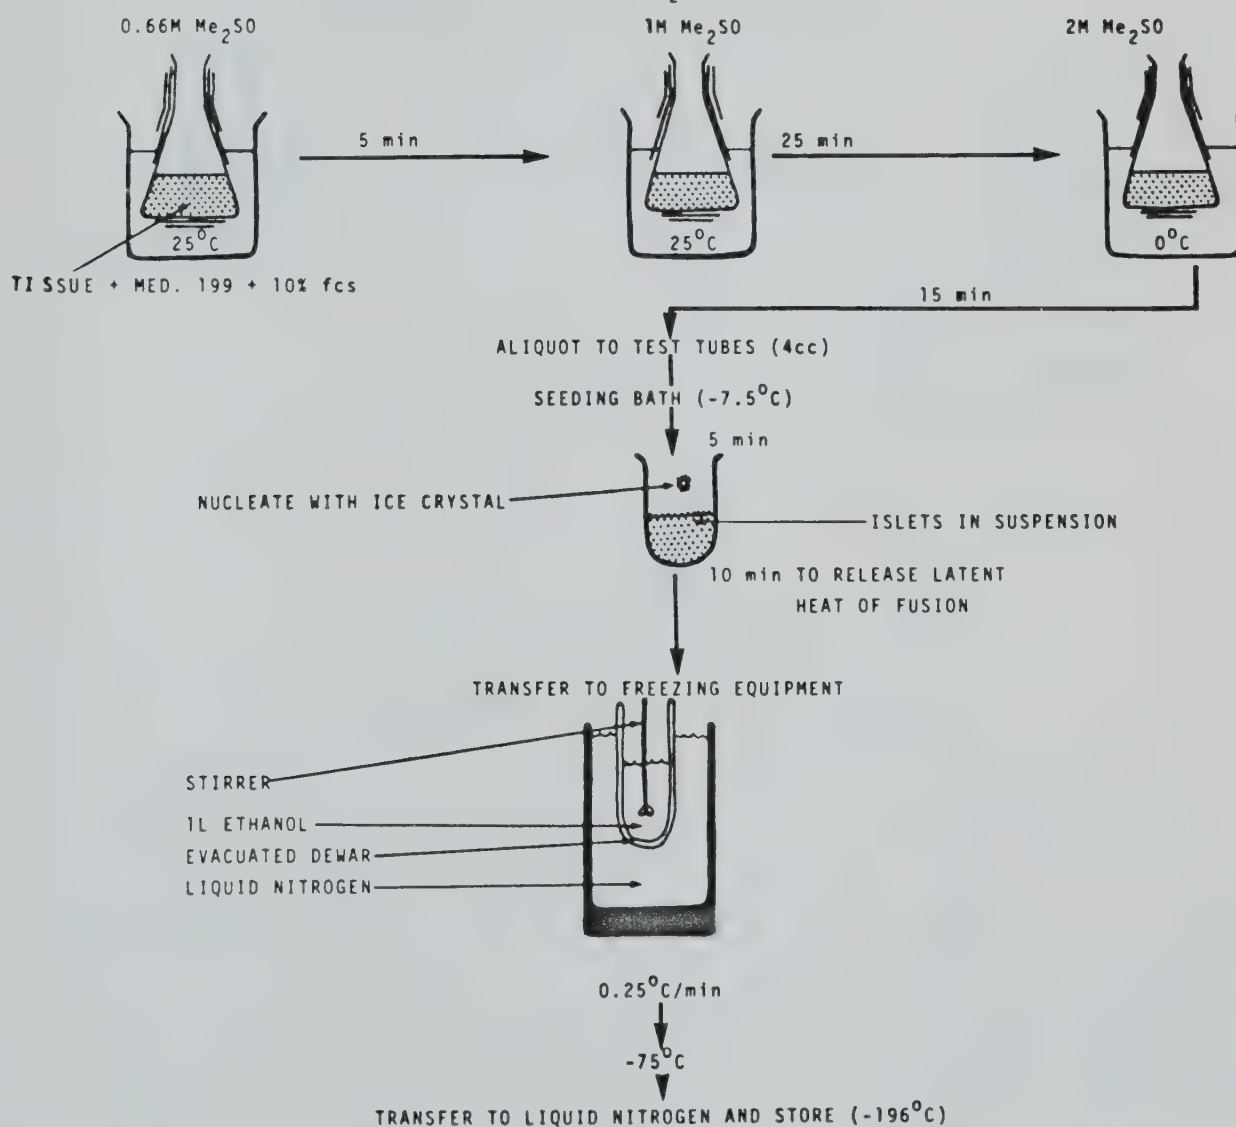 0.66M Me₂SO
1M Me₂SO
2M Me₂SO
5 min
25 min
25°C
25°C
0°C
TISSUE + MED. 199 + 10% fcs
15 min
ALIQUOT TO TEST TUBES (4cc)
SEEDING BATH (-7.5°C)
5 min
NUCLEATE WITH ICE CRYSTAL
ISLETS IN SUSPENSION
10 min TO RELEASE LATENT
HEAT OF FUSION
TRANSFER TO FREEZING EQUIPMENT
STIRRER
1L ETHANOL
EVACUATED DEWAR
LIQUID NITROGEN
0.25°C/min
-75°C
TRANSFER TO LIQUID NITROGEN AND STORE (-196°C)